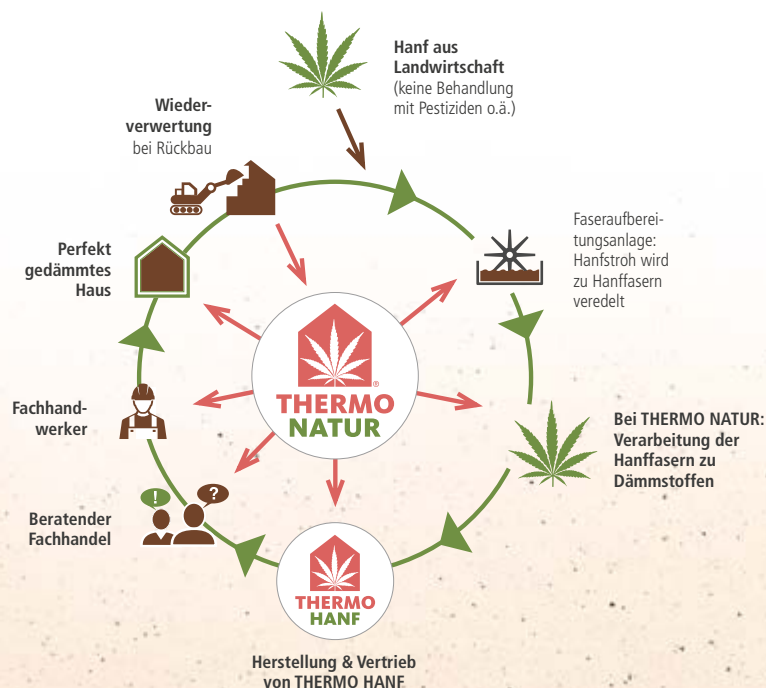 Hanf aus
Landwirtschaft
(keine Behandlung
mit Pestiziden o.ä.)
Faseraufberei-
tungsanlage:
Hanfstroh wird
zu Hanffasern
veredelt
Bei THERMO NATUR:
Verarbeitung der
Hanffasern zu
Dämmstoffen
THERMO
HANF
Herstellung & Vertrieb
von THERMO HANF
! ?
Beratender
Fachhandel
Fachhand-
werker
Perfekt
gedämmtes
Haus
Wieder-
verwertung
bei Rückbau
®
THERMO
NATUR